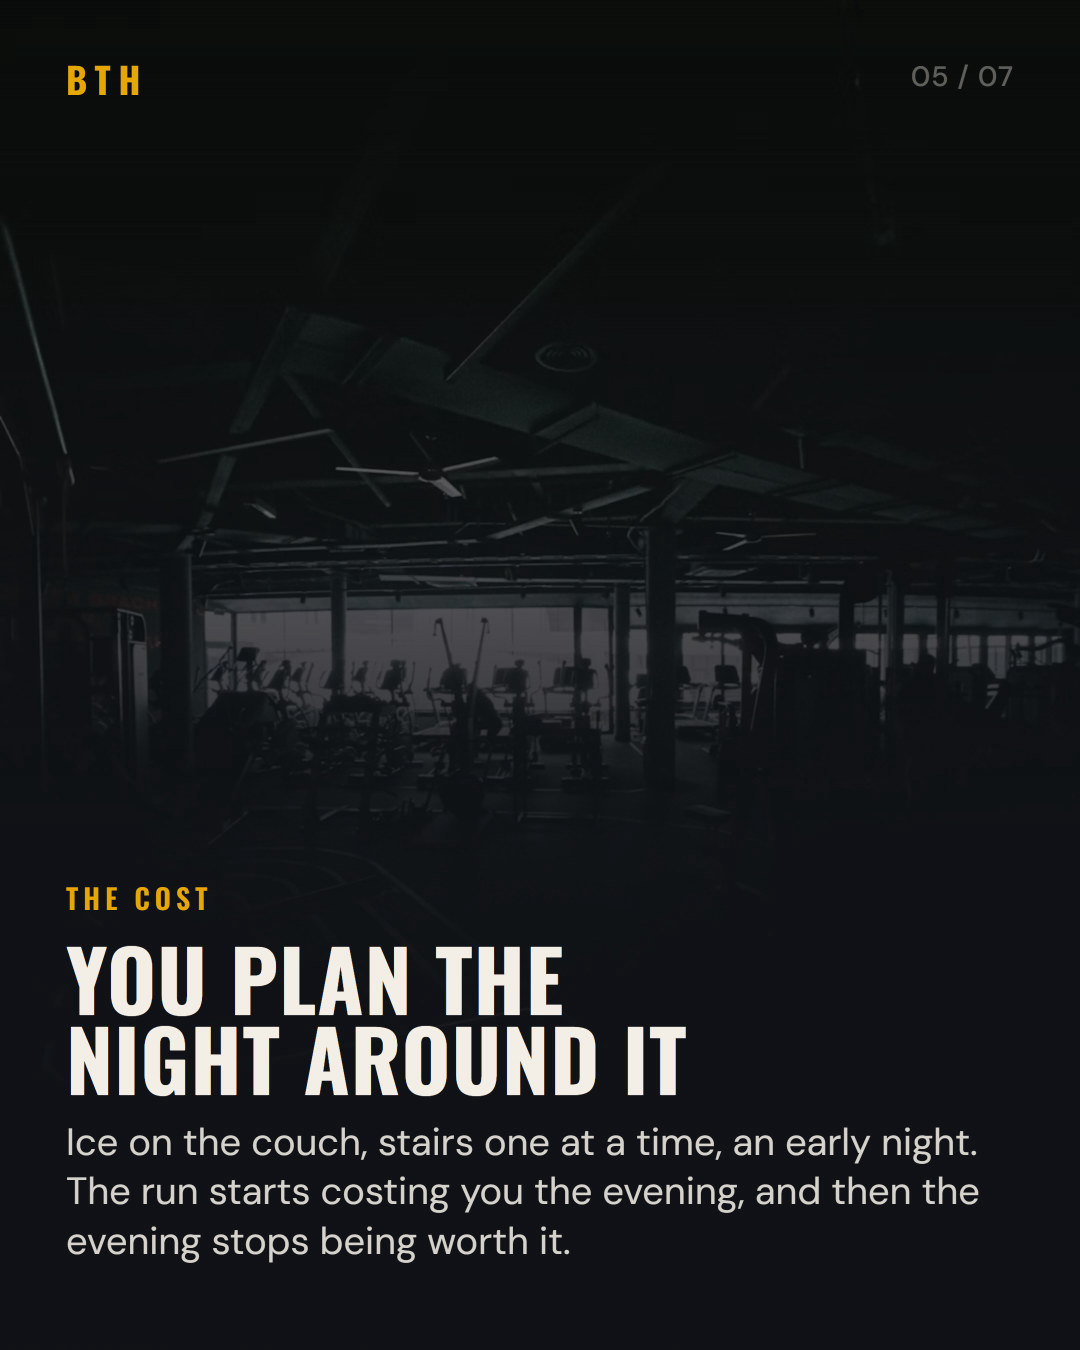 BTH
05 / 07
THE COST
YOU PLAN THE
NIGHT AROUND IT
Ice on the couch, stairs one at a time, an early night.
The run starts costing you the evening, and then the
evening stops being worth it.